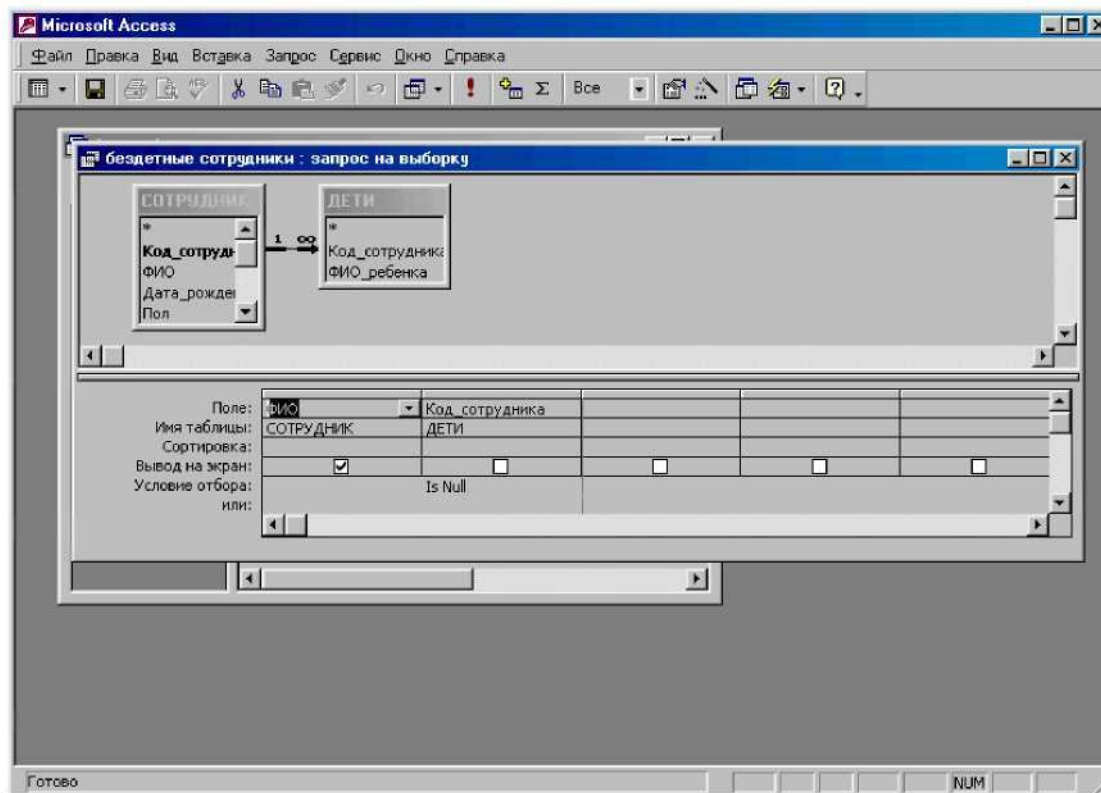 Microsoft Access
Файл Правка Вид Вставка Запрос Сервис Окно Справка
Все
бездетные сотрудники : запрос на выборку
СОТРУДНИК ДЕТИ
* *
Код_сотрудн Код_сотрудника
ФИО ФИО_ребенка
Дата_рожден
Пол
1 ∞
Поле: ФИО Код_сотрудника
Имя таблицы: СОТРУДНИК ДЕТИ
Сортировка:
Вывод на экран:
Условие отбора: Is Null
или:
Готово NUM